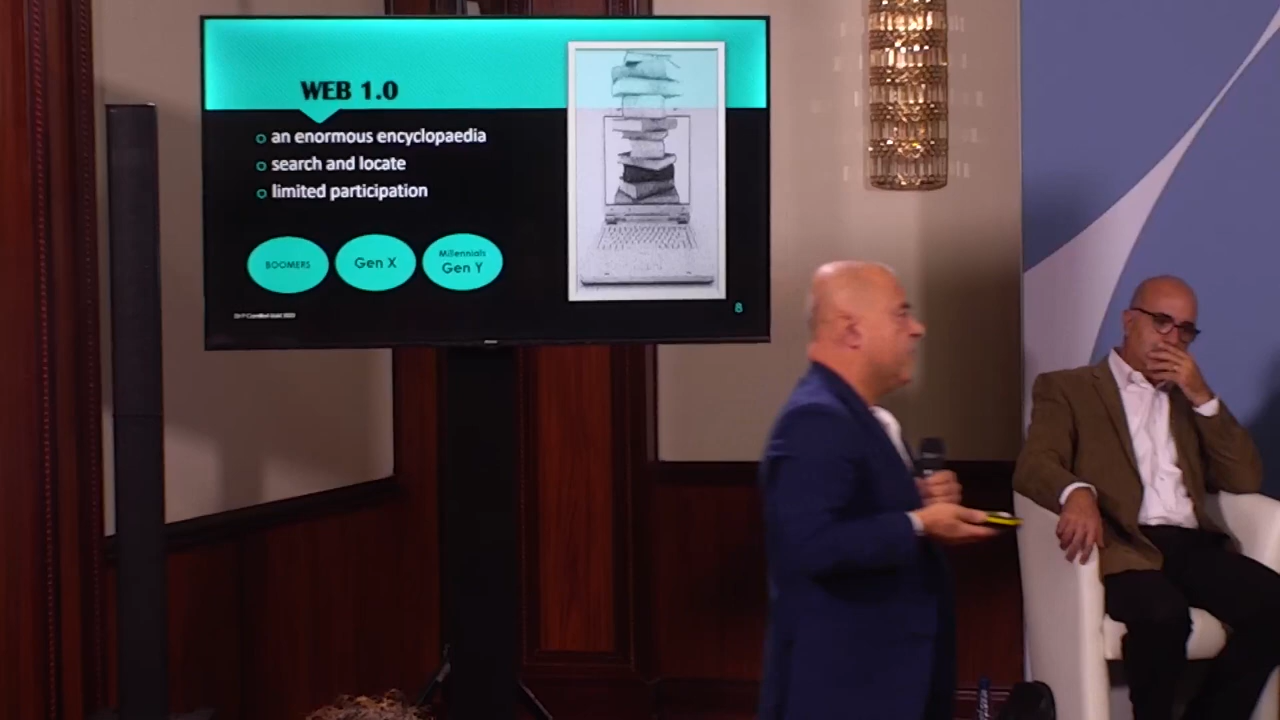 WEB 1.0
an enormous encyclopaedia
search and locate
limited participation
BOOMERS
Gen X
Millennials
Gen Y
8